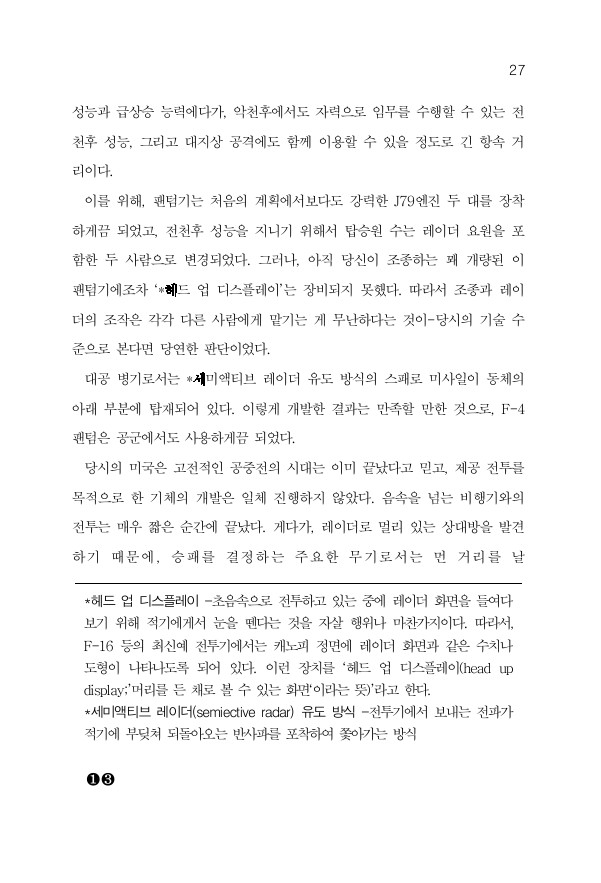 27
성능과 급상승 능력에다가, 악천후에서도 자력으로 임무를 수행할 수 있는 전
천후 성능, 그리고 대지상 공격에도 함께 이용할 수 있을 정도로 긴 항속 거
리이다.
이를 위해, 팬텀기는 처음의 계획에서보다도 강력한 J79엔진 두 대를 장착
하게끔 되었고, 전천후 성능을 지니기 위해서 탑승원 수는 레이더 요원을 포
함한 두 사람으로 변경되었다. 그러나, 아직 당신이 조종하는 꽤 개량된 이
팬텀기에조차 ‘*헤드 업 디스플레이’는 장비되지 못했다. 따라서 조종과 레이
더의 조작은 각각 다른 사람에게 맡기는 게 무난하다는 것이-당시의 기술 수
준으로 본다면 당연한 판단이었다.
대공 병기로서는 *세미액티브 레이더 유도 방식의 스패로 미사일이 동체의
아래 부분에 탑재되어 있다. 이렇게 개발한 결과는 만족할 만한 것으로, F-4
팬텀은 공군에서도 사용하게끔 되었다.
당시의 미국은 고전적인 공중전의 시대는 이미 끝났다고 믿고, 제공 전투를
목적으로 한 기체의 개발은 일체 진행하지 않았다. 음속을 넘는 비행기와의
전투는 매우 짧은 순간에 끝났다. 게다가, 레이더로 멀리 있는 상대방을 발견
하기 때문에, 승패를 결정하는 주요한 무기로서는 먼 거리를 날
*헤드 업 디스플레이 -초음속으로 전투하고 있는 중에 레이더 화면을 들여다
보기 위해 적기에게서 눈을 뗀다는 것을 자살 행위나 마찬가지이다. 따라서,
F-16 등의 최신예 전투기에서는 캐노피 정면에 레이더 화면과 같은 수치나
도형이 나타나도록 되어 있다. 이런 장치를 ‘헤드 업 디스플레이(head up
display;’머리를 든 채로 볼 수 있는 화면‘이라는 뜻)’라고 한다.
*세미액티브 레이더(semiective radar) 유도 방식 -전투기에서 보내는 전파가
적기에 부딪쳐 되돌아오는 반사파를 포착하여 쫓아가는 방식
❶❸